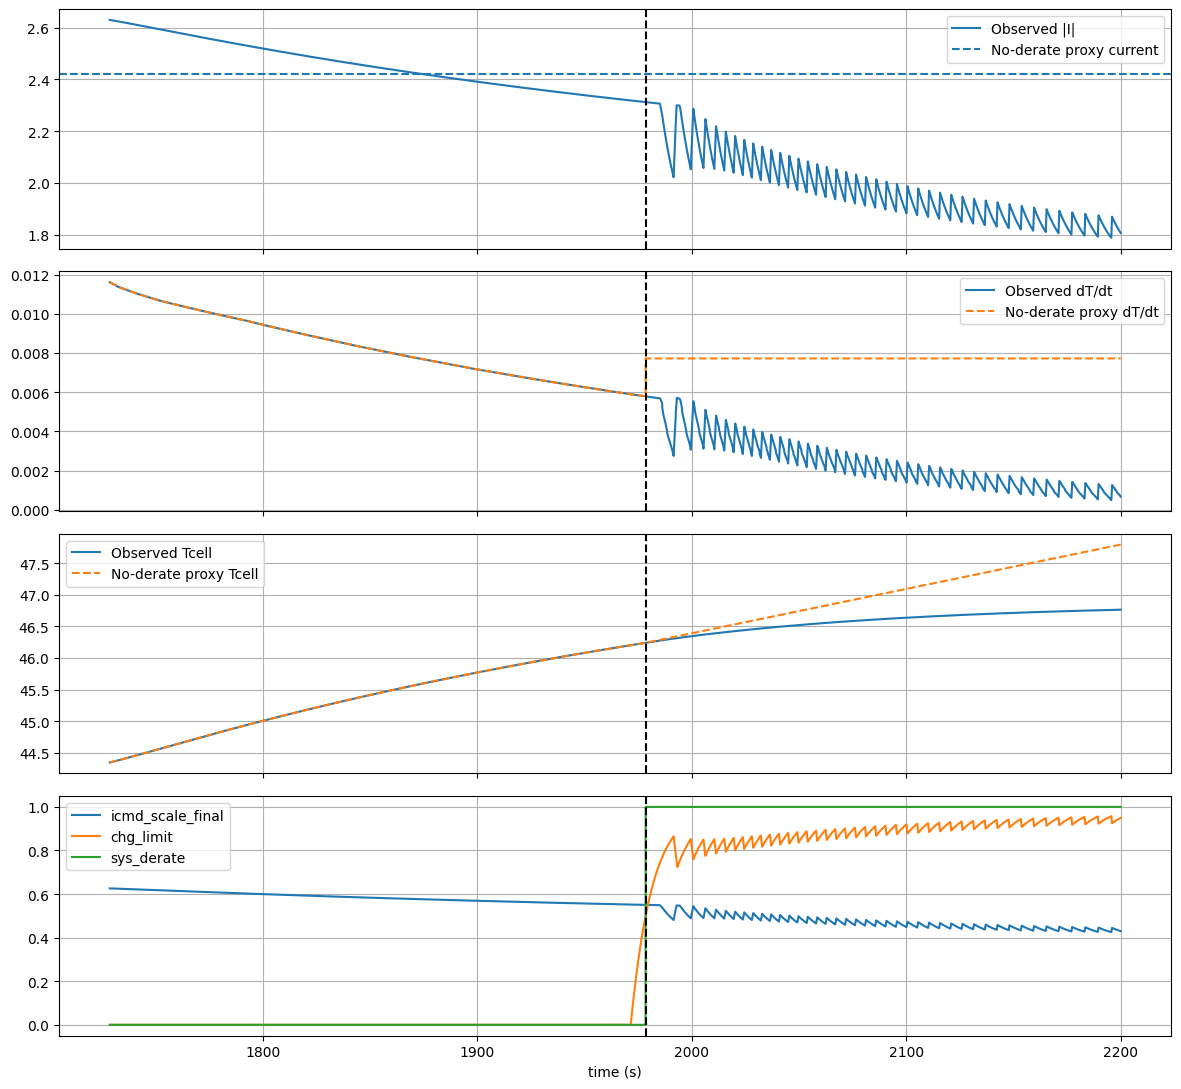 2.6
2.4
2.2
2.0
1.8
Observed |I|
No-derate proxy current
0.012
0.010
0.008
0.006
0.004
0.002
0.000
Observed dT/dt
No-derate proxy dT/dt
47.5
47.0
46.5
46.0
45.5
45.0
44.5
Observed Tcell
No-derate proxy Tcell
1.0
0.8
0.6
0.4
0.2
0.0
icmd_scale_final
chg_limit
sys_derate
1800 1900 2000 2100 2200
time (s)